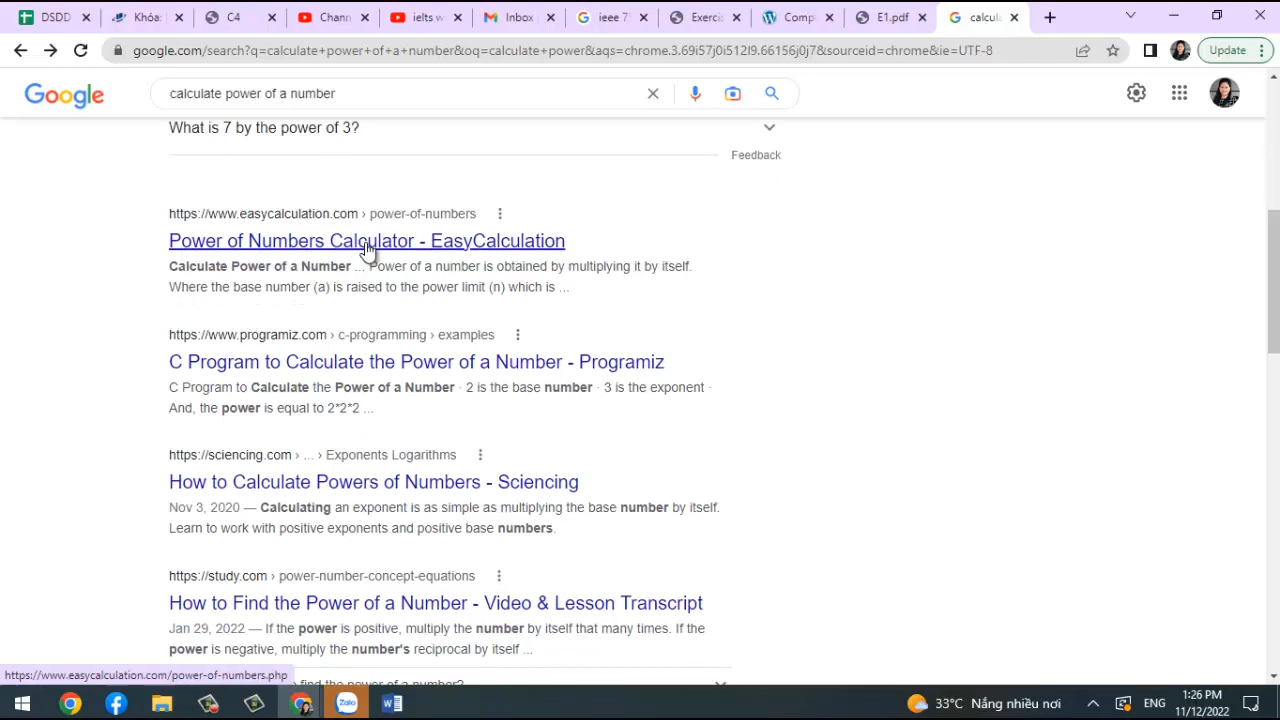 DSDD
Khóa:
C4
Chann
ielts w
Inbox
ieee 7
Exercis
Comp
E1.pdf
calcul
google.com/search?q=calculate+power+of+a+number&oq=calculate+power&aqs=chrome.3.69i57j0i512l9.66156j0j7&sourceid=chrome&ie=UTF-8
Update
Google
calculate power of a number
What is 7 by the power of 3?
Feedback
https://www.easycalculation.com › power-of-numbers
Power of Numbers Calculator - EasyCalculation
Calculate Power of a Number ... Power of a number is obtained by multiplying it by itself.
Where the base number (a) is raised to the power limit (n) which is ...
https://www.programiz.com › c-programming › examples
C Program to Calculate the Power of a Number - Programiz
C Program to Calculate the Power of a Number · 2 is the base number · 3 is the exponent ·
And, the power is equal to 2*2*2 ...
https://sciencing.com › ... › Exponents Logarithms
How to Calculate Powers of Numbers - Sciencing
Nov 3, 2020 — Calculating an exponent is as simple as multiplying the base number by itself.
Learn to work with positive exponents and positive base numbers.
https://study.com › power-number-concept-equations
How to Find the Power of a Number - Video & Lesson Transcript
Jan 29, 2022 — If the power is positive, multiply the number by itself that many times. If the
power is negative, multiply the number's reciprocal by itself ...
https://www.easycalculation.com/power-of-numbers.php
find the power of a number?
Zalo
33°C Nắng nhiều nơi
ENG
1:26 PM
11/12/2022